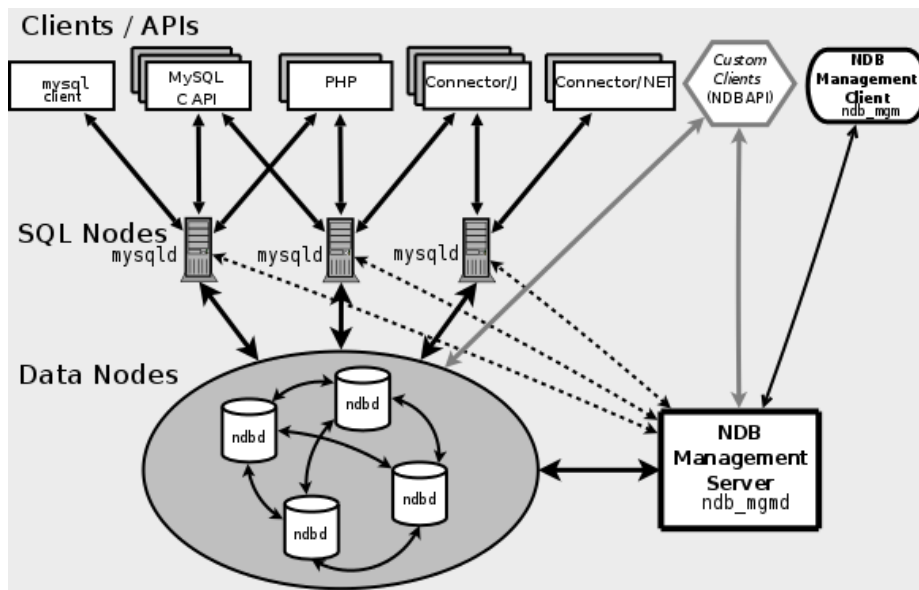 Clients / APIs
mysql
client
MySQL
C API
PHP
Connector/J
Connector/NET
Custom
Clients
(NDBAPI)
NDB
Management
Client
ndb_mgm
SQL Nodes
mysqld
mysqld
mysqld
Data Nodes
ndbd
ndbd
ndbd
ndbd
NDB
Management
Server
ndb_mgmd